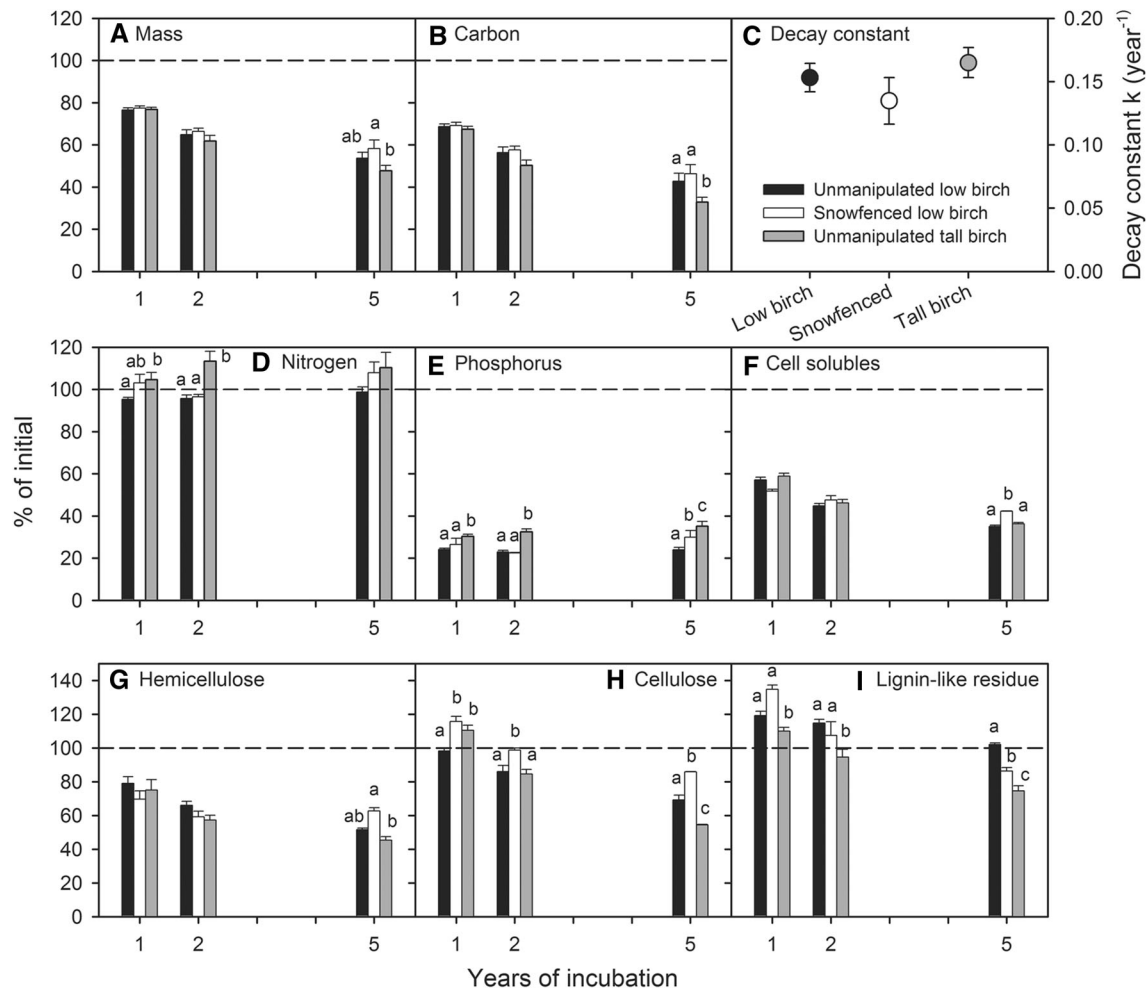 A Mass
B Carbon
C Decay constant
120
100
80
60
40
20
0
ab a b
a a b
1 2 5
1 2 5
Unmanipulated low birch
Snowfenced low birch
Unmanipulated tall birch
Low birch
Snowfenced
Tall birch
0.20
0.15
0.10
0.05
0.00
Decay constant k (year-1)
% of initial
D Nitrogen
E Phosphorus
F Cell solubles
120
100
80
60
40
20
0
a ab b
a a b
a a b
a a b
a b c
a b a
1 2 5
1 2 5
1 2 5
G Hemicellulose
H Cellulose
I Lignin-like residue
140
120
100
80
60
40
20
0
ab a b
a b b
a b a
a b c
a a b
a a b
a b c
1 2 5
1 2 5
1 2 5
Years of incubation